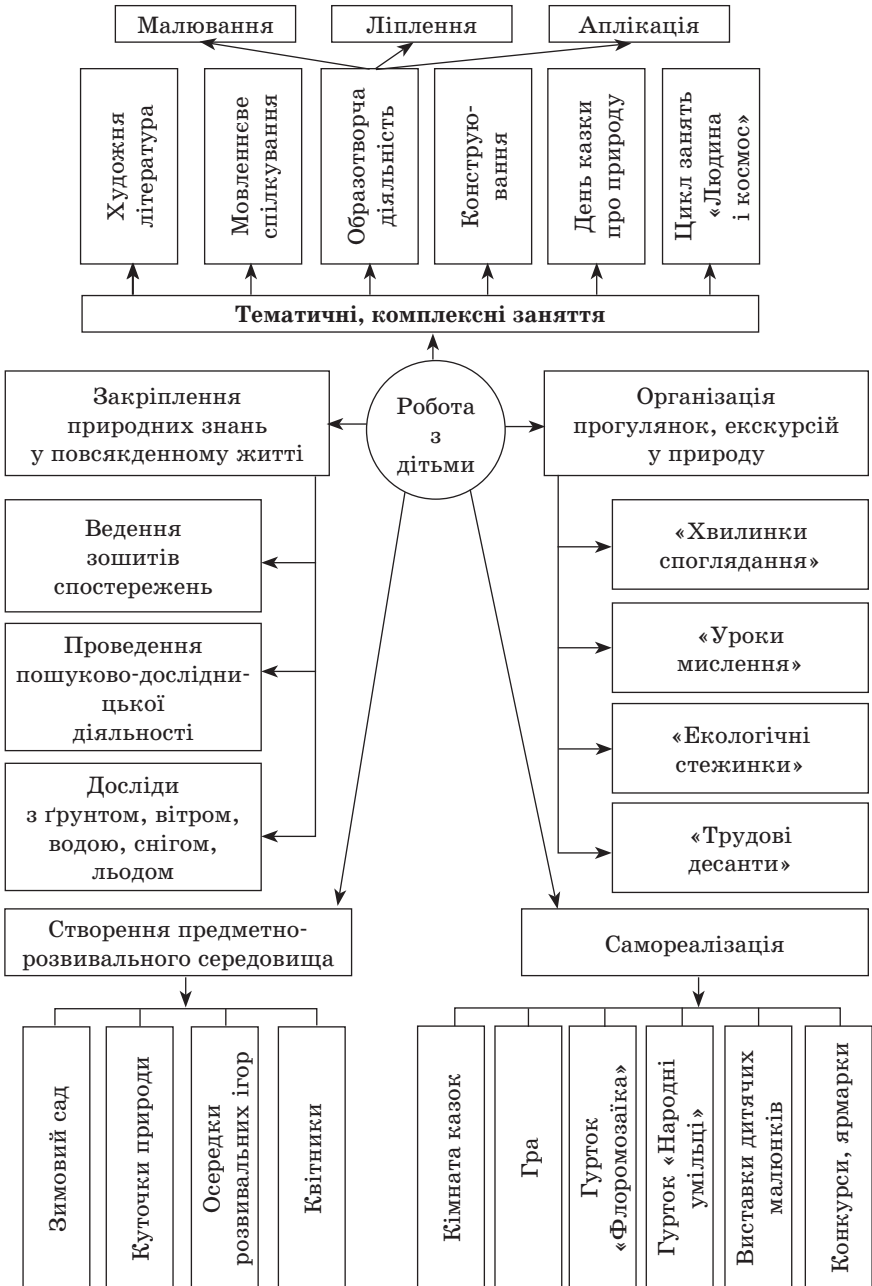 Малювання
Ліплення
Аплікація
Художня
література
Мовленнєве
спілкування
Образотворча
діяльність
Конструю-
вання
День казки
про природу
Цикл занять
«Людина
і космос»
Тематичні, комплексні заняття
Робота
з
дітьми
Закріплення
природних знань
у повсякденному житті
Організація
прогулянок, екскурсій
у природу
Ведення
зошитів
спостережень
Проведення
пошуково-дослідни-
цької
діяльності
Досліди
з ґрунтом, вітром,
водою, снігом,
льодом
«Хвилинки
споглядання»
«Уроки
мислення»
«Екологічні
стежинки»
«Трудові
десанти»
Створення предметно-
розвивального середовища
Самореалізація
Зимовий сад
Куточки природи
Осередки
розвивальних ігор
Квітники
Кімната казок
Гра
Гурток
«Флоромозаїка»
Гурток «Народні
умільці»
Виставки дитячих
малюнків
Конкурси, ярмарки